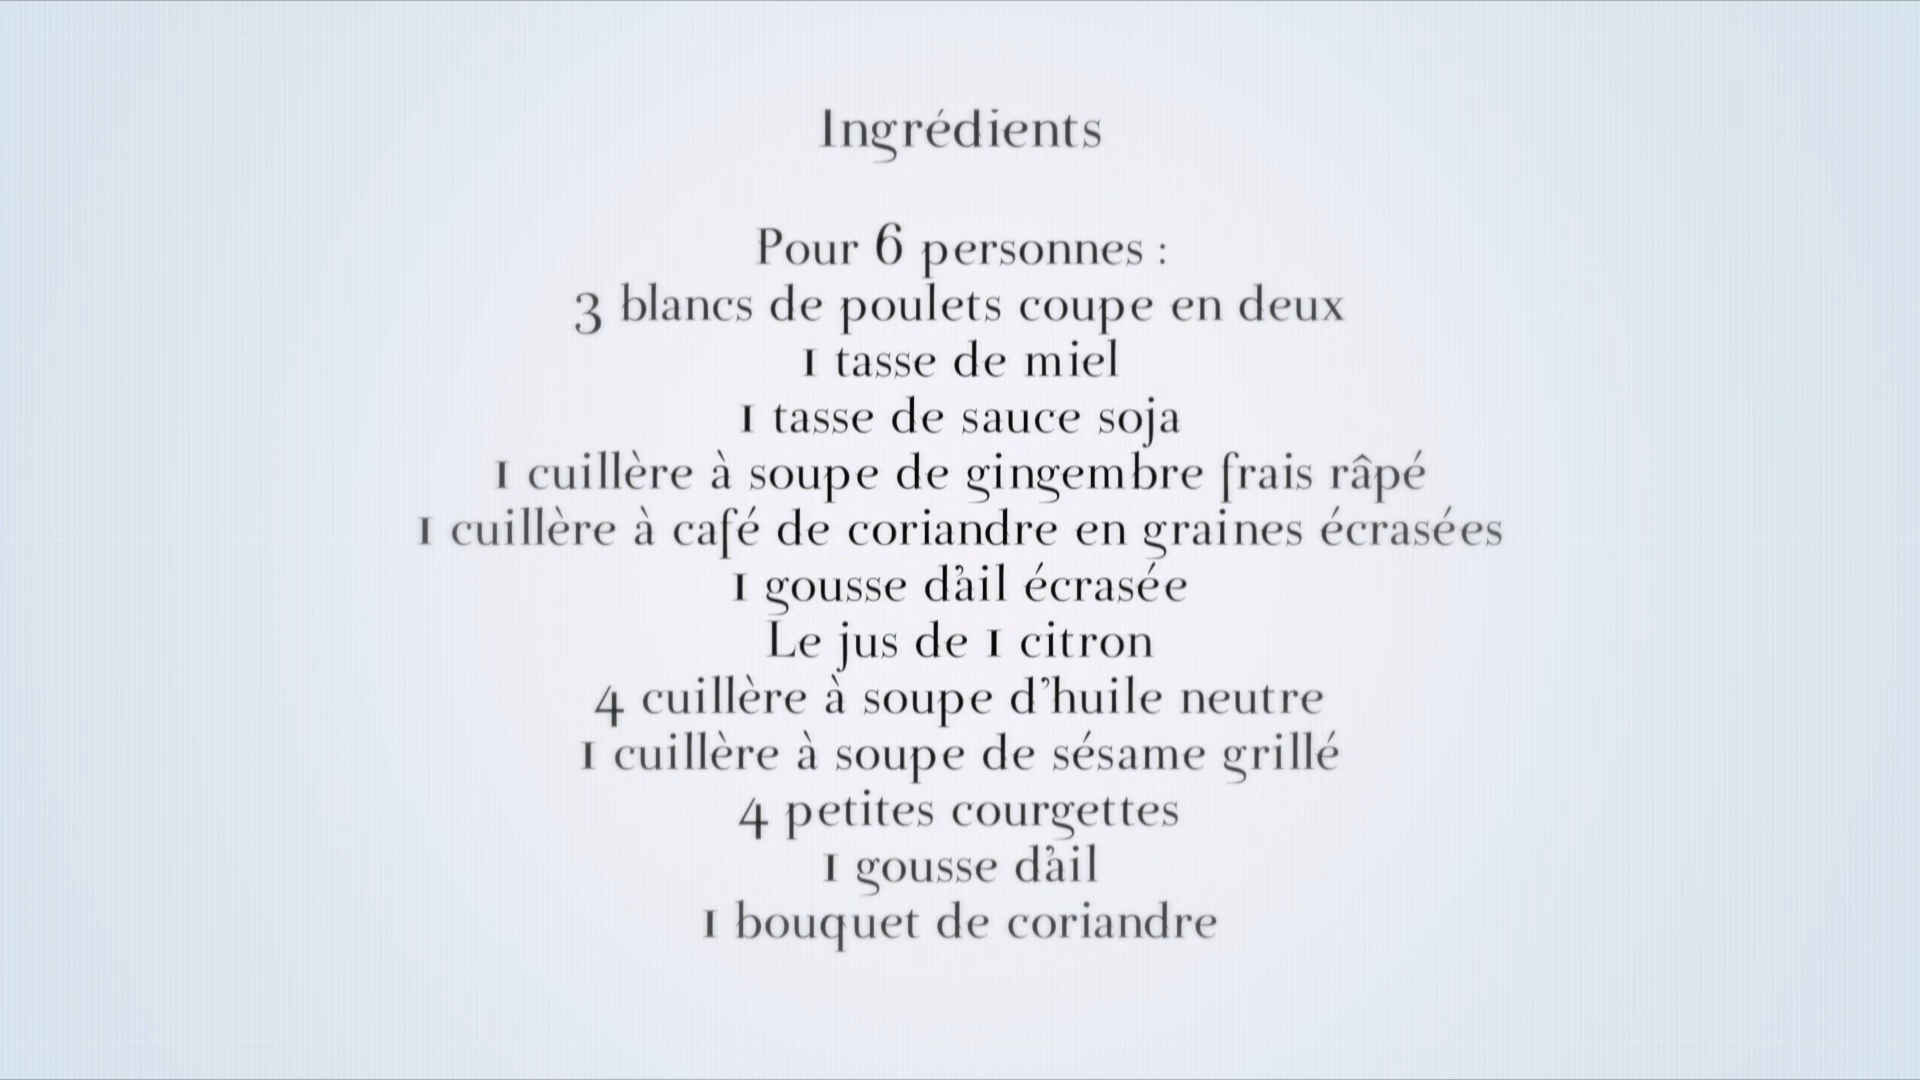 Ingrédients
Pour 6 personnes :
3 blancs de poulets coupe en deux
1 tasse de miel
1 tasse de sauce soja
1 cuillère à soupe de gingembre frais râpé
1 cuillère à café de coriandre en graines écrasées
1 gousse d’ail écrasée
Le jus de 1 citron
4 cuillère à soupe d’huile neutre
1 cuillère à soupe de sésame grillé
4 petites courgettes
1 gousse d’ail
1 bouquet de coriandre